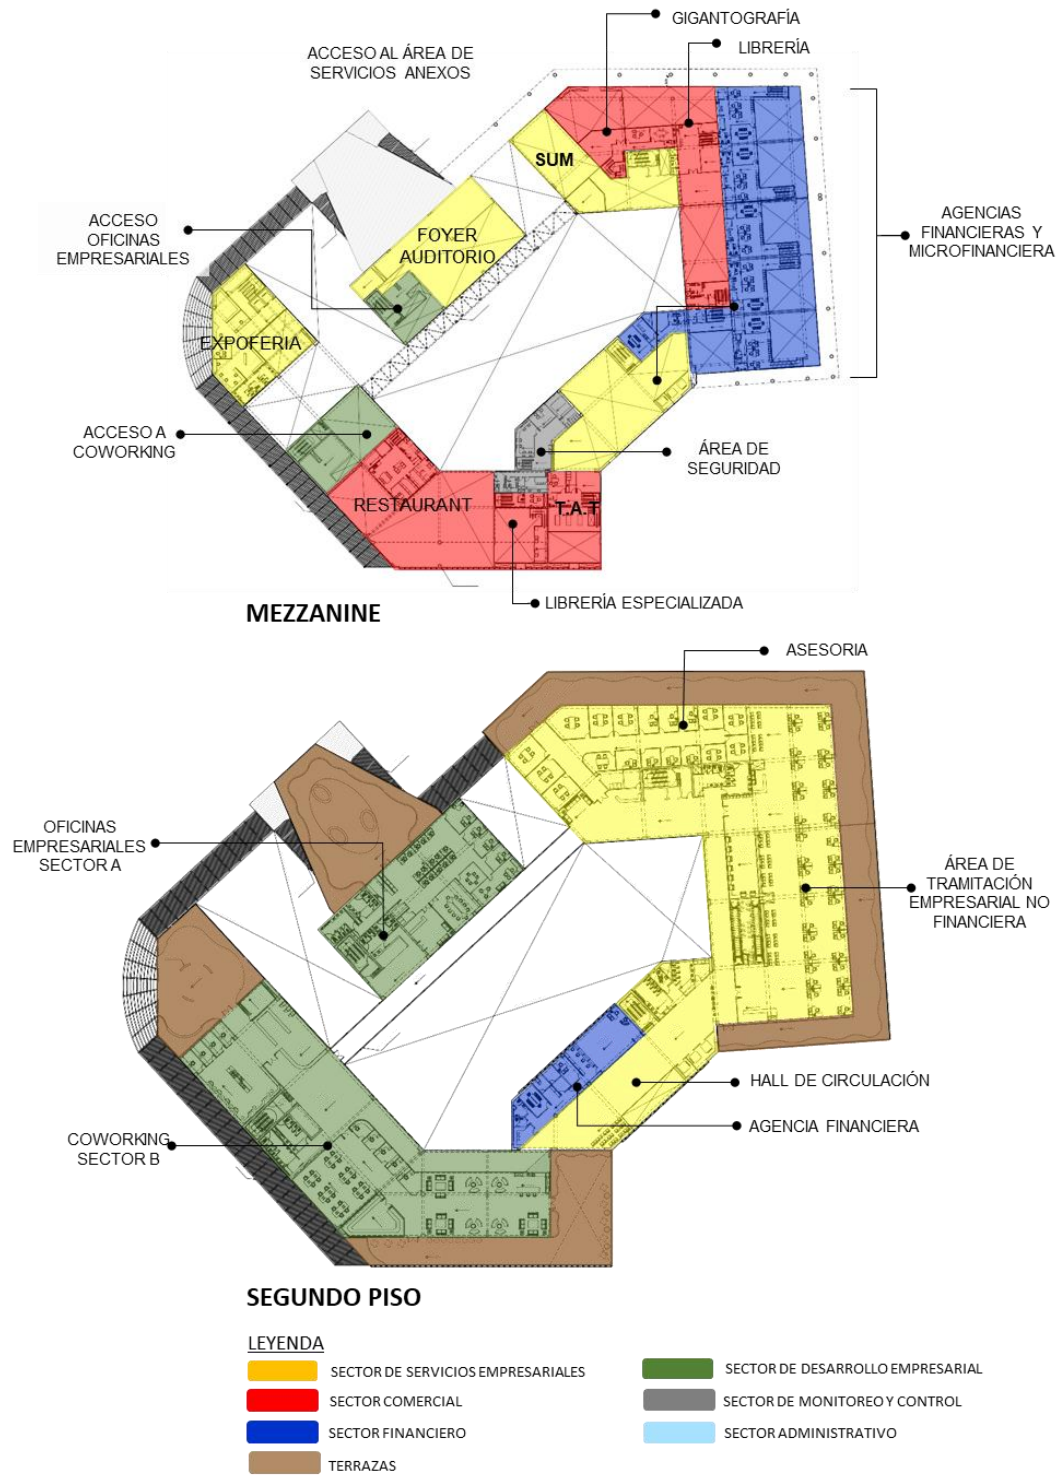 GIGANTOGRAFÍA
LIBRERÍA
ACCESO AL ÁREA DE
SERVICIOS ANEXOS
SUM
ACCESO
OFICINAS
EMPRESARIALES
FOYER
AUDITORIO
AGENCIAS
FINANCIERAS Y
MICROFINANCIERA
EXPOFERIA
ACCESO A
COWORKING
ÁREA DE
SEGURIDAD
RESTAURANT
T.A.T
LIBRERÍA ESPECIALIZADA
MEZZANINE
ASESORIA
OFICINAS
EMPRESARIALES
SECTOR A
ÁREA DE
TRAMITACIÓN
EMPRESARIAL NO
FINANCIERA
HALL DE CIRCULACIÓN
AGENCIA FINANCIERA
COWORKING
SECTOR B
SEGUNDO PISO
LEYENDA
SECTOR DE SERVICIOS EMPRESARIALES
SECTOR COMERCIAL
SECTOR FINANCIERO
TERRAZAS
SECTOR DE DESARROLLO EMPRESARIAL
SECTOR DE MONITOREO Y CONTROL
SECTOR ADMINISTRATIVO